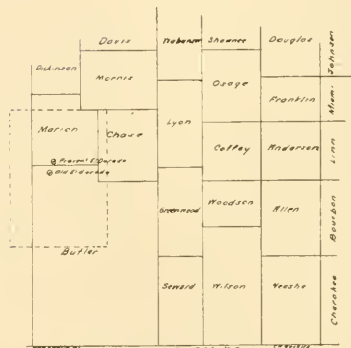 Davis
Wabaunsee
Shawnee
Douglas
Johnson
Dickinson
Morris
Osage
Franklin
Miami
Marion
Chase
Lyon
Coffey
Anderson
Linn
Present El Dorado
Old El Dorado
Butler
Greenwood
Woodson
Allen
Bourbon
Seward
Wilson
Neosho
Cherokee